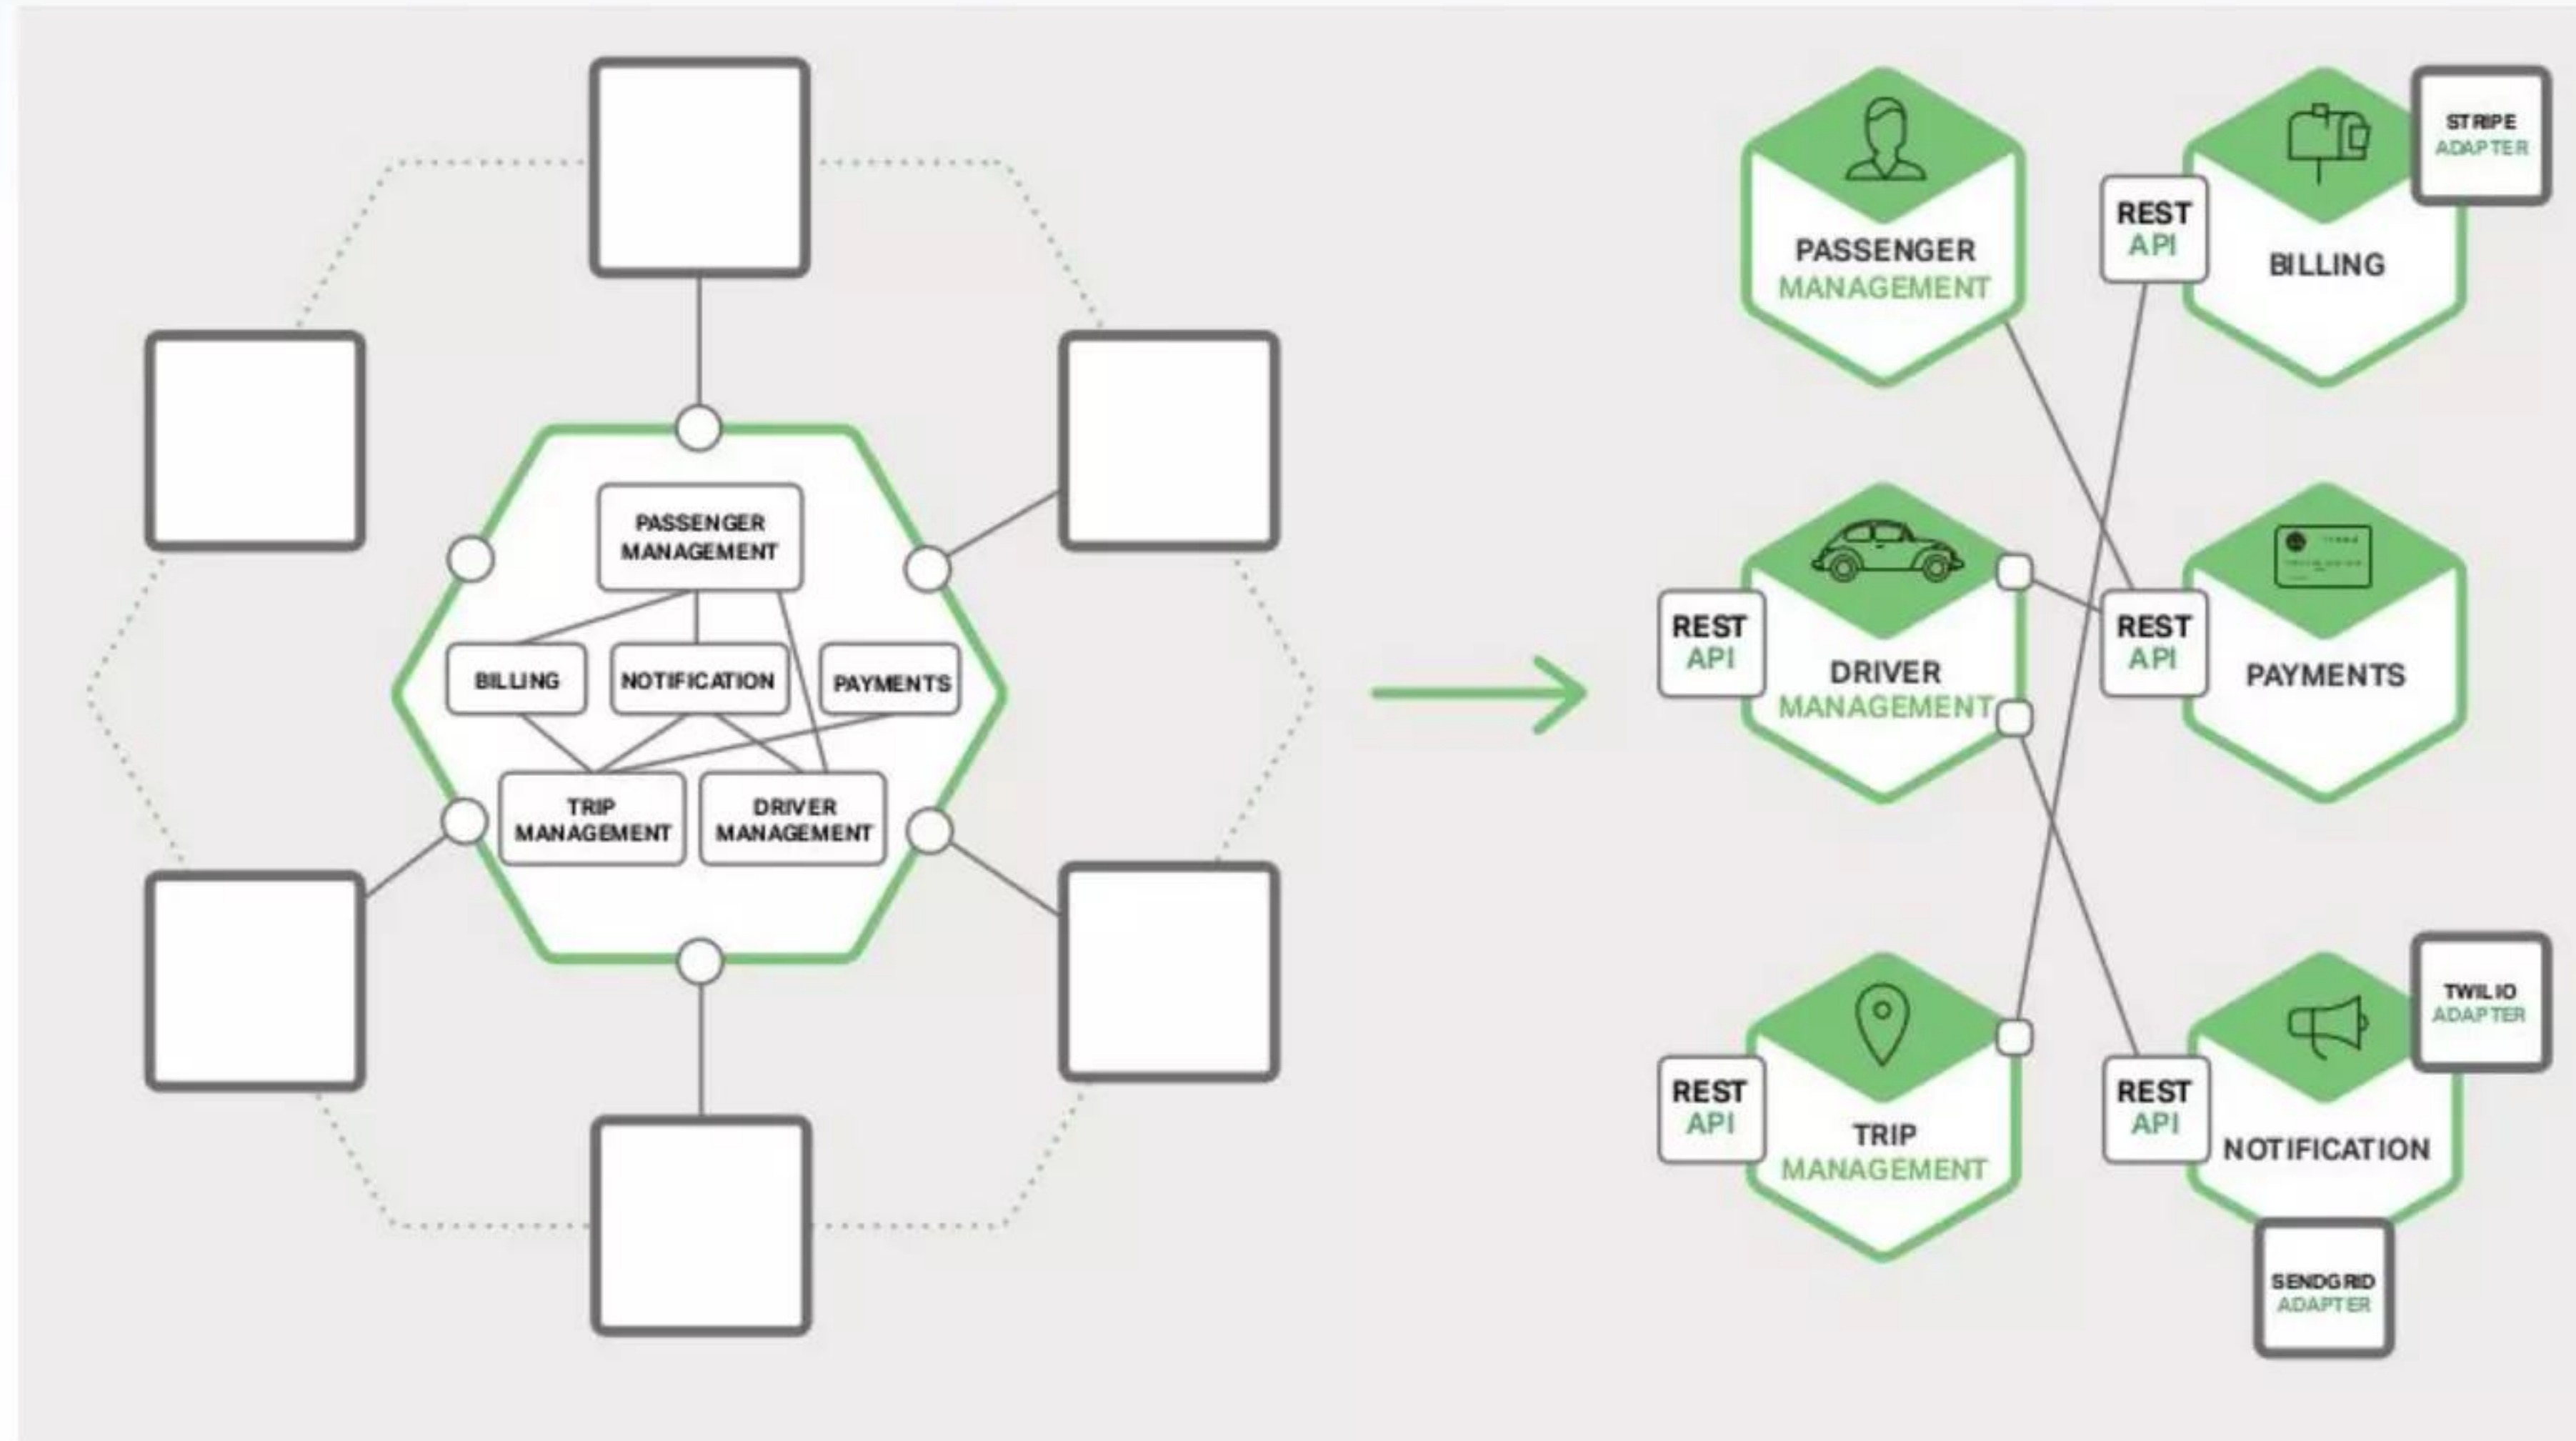 PASSENGER
MANAGEMENT
BILLING
NOTIFICATION
PAYMENTS
TRIP
MANAGEMENT
DRIVER
MANAGEMENT
PASSENGER
MANAGEMENT
REST
API
BILLING
STRIPE
ADAPTER
REST
API
DRIVER
MANAGEMENT
REST
API
PAYMENTS
REST
API
TRIP
MANAGEMENT
REST
API
NOTIFICATION
TWILIO
ADAPTER
SENDGRID
ADAPTER